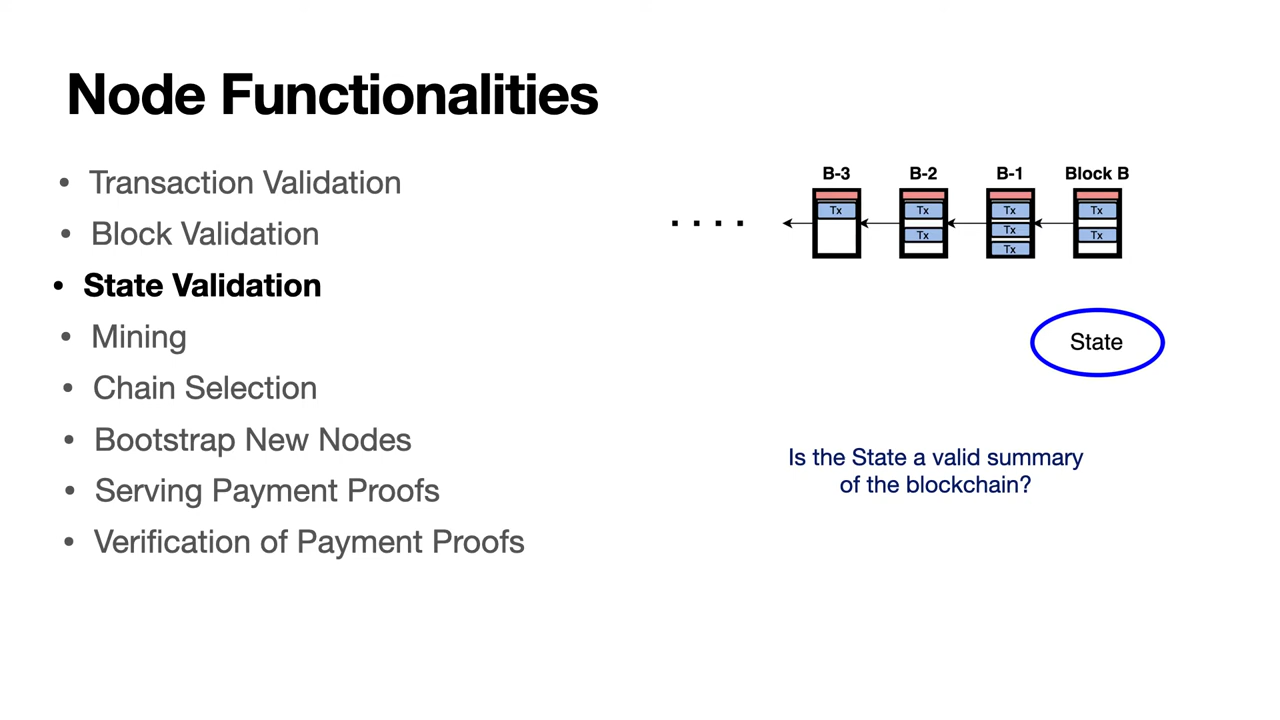 Node Functionalities
• Transaction Validation
• Block Validation
• State Validation
• Mining
• Chain Selection
• Bootstrap New Nodes
• Serving Payment Proofs
• Verification of Payment Proofs
B-3 B-2 B-1 Block B
Tx Tx Tx Tx
Tx Tx Tx
Tx
State
Is the State a valid summary
of the blockchain?